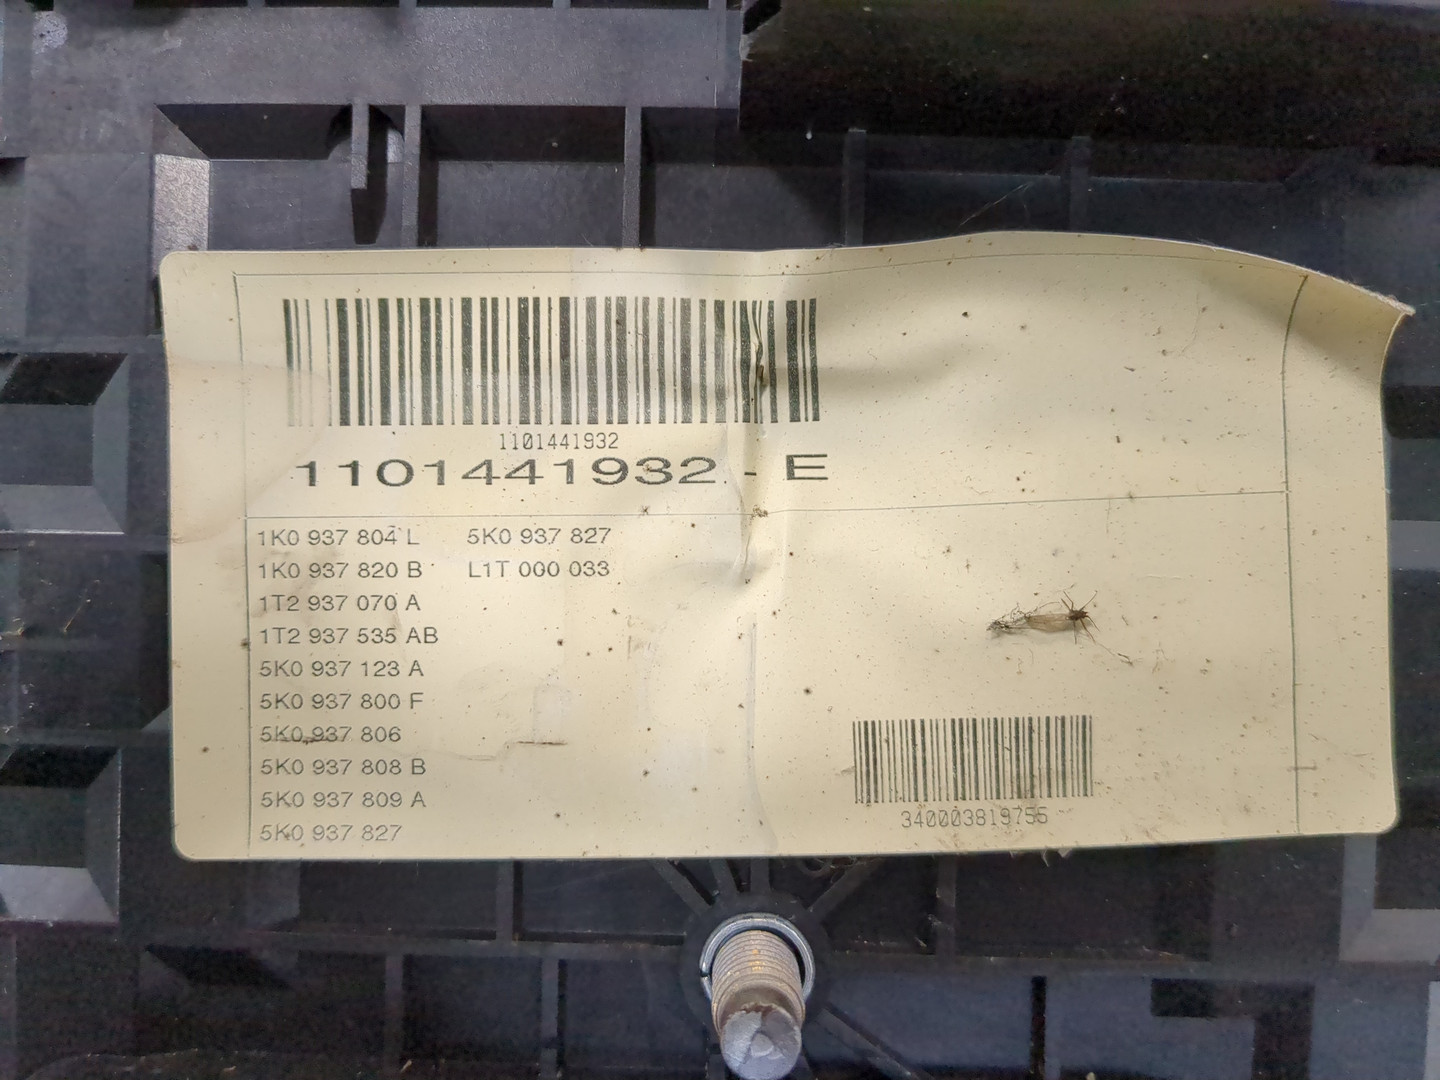 1101441932
1101441932 - E
1K0 937 804 L 5K0 937 827
1K0 937 820 B L1T 000 033
1T2 937 070 A
1T2 937 535 AB
5K0 937 123 A
5K0 937 800 F
5K0 937 806
5K0 937 808 B
5K0 937 809 A
5K0 937 827
340003819755